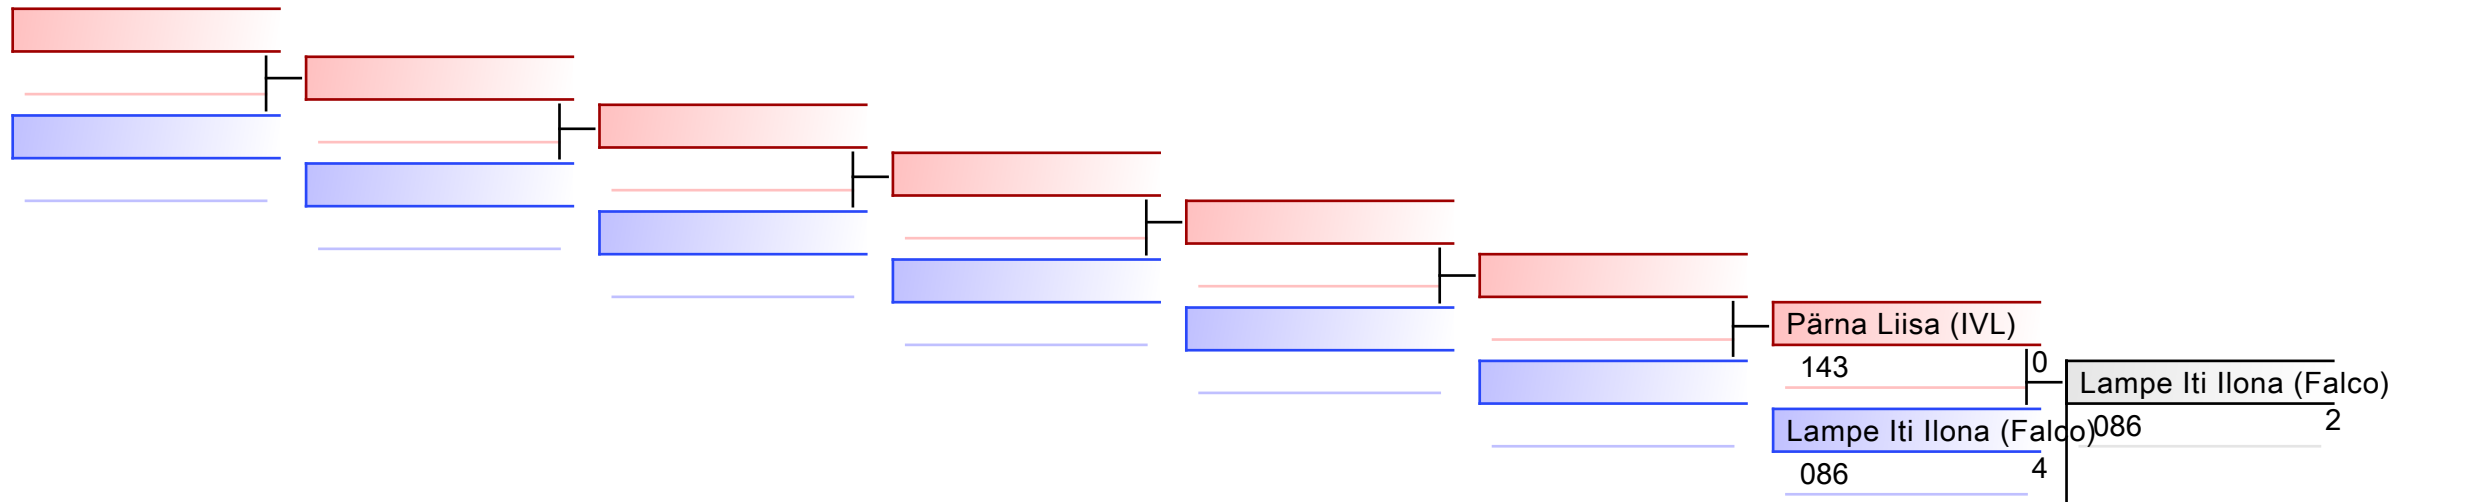 Pärna Liisa (IVL)
143 0
Lampe Iti Ilona (Falco)
086 4
Lampe Iti Ilona (Falco)
086 2